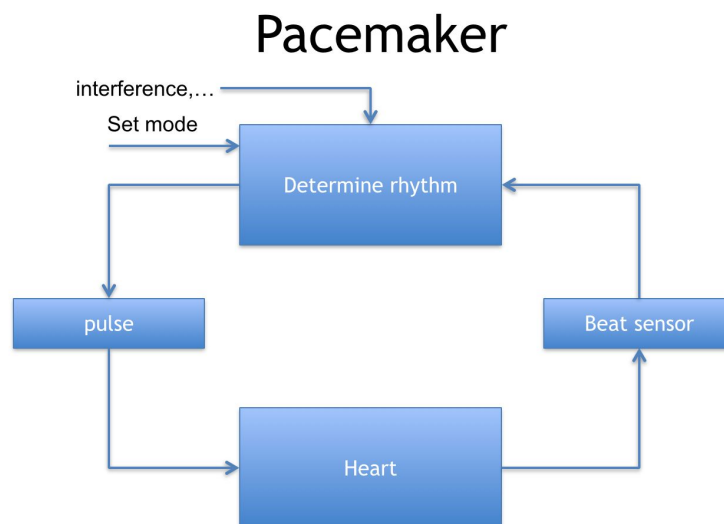 Pacemaker
interference,...
Set mode
Determine rhythm
pulse
Beat sensor
Heart